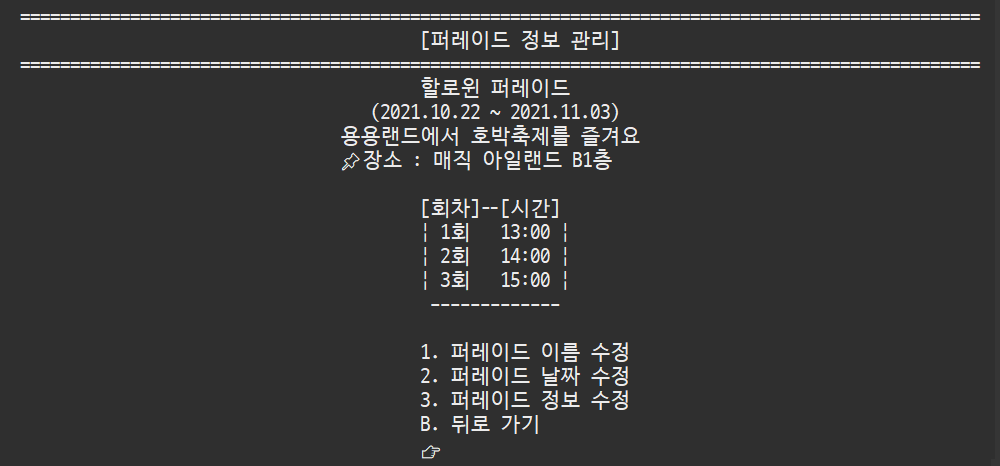 ================================================================================================
[퍼레이드 정보 관리]
================================================================================================
할로윈 퍼레이드
(2021.10.22 ~ 2021.11.03)
용용랜드에서 호박축제를 즐겨요
📌장소 : 매직 아일랜드 B1층
[회차]--[시간]
¦ 1회 13:00 ¦
¦ 2회 14:00 ¦
¦ 3회 15:00 ¦
-------------
1. 퍼레이드 이름 수정
2. 퍼레이드 날짜 수정
3. 퍼레이드 정보 수정
B. 뒤로 가기
👉